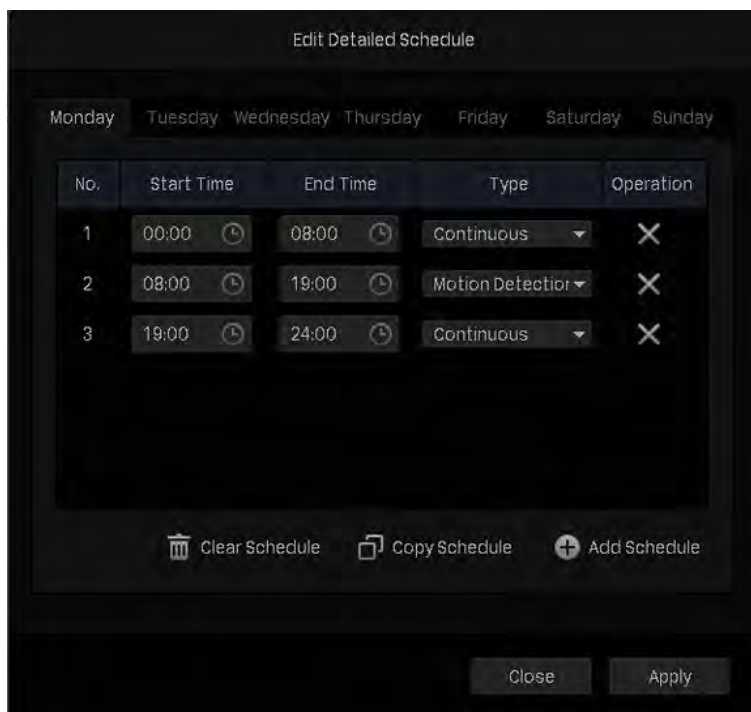 Edit Detailed Schedule
Monday Tuesday Wednesday Thursday Friday Saturday Sunday
No. Start Time End Time Type Operation
1 00:00 08:00 Continuous
2 08:00 19:00 Motion Detection
3 19:00 24:00 Continuous
Clear Schedule Copy Schedule Add Schedule
Close Apply